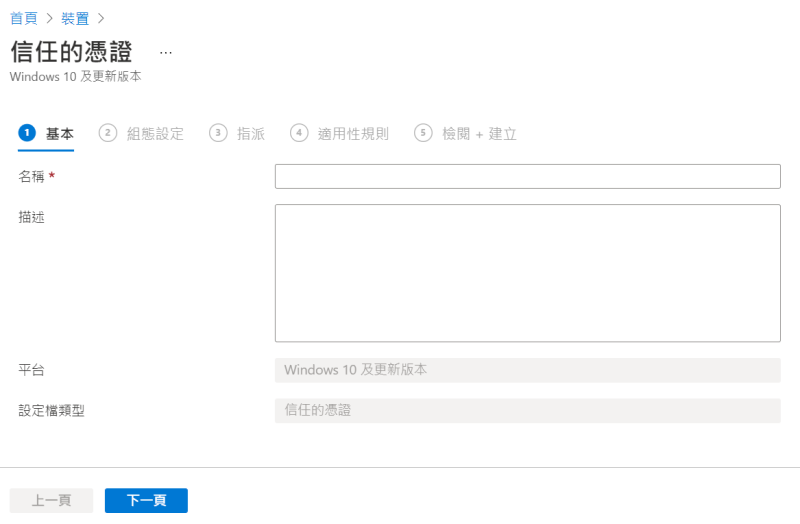 首頁 > 裝置 >
信任的憑證 ...
Windows 10 及更新版本
1 基本 2 組態設定 3 指派 4 適用性規則 5 檢閱 + 建立
名稱 *
描述
平台 Windows 10 及更新版本
設定檔類型 信任的憑證
上一頁 下一頁